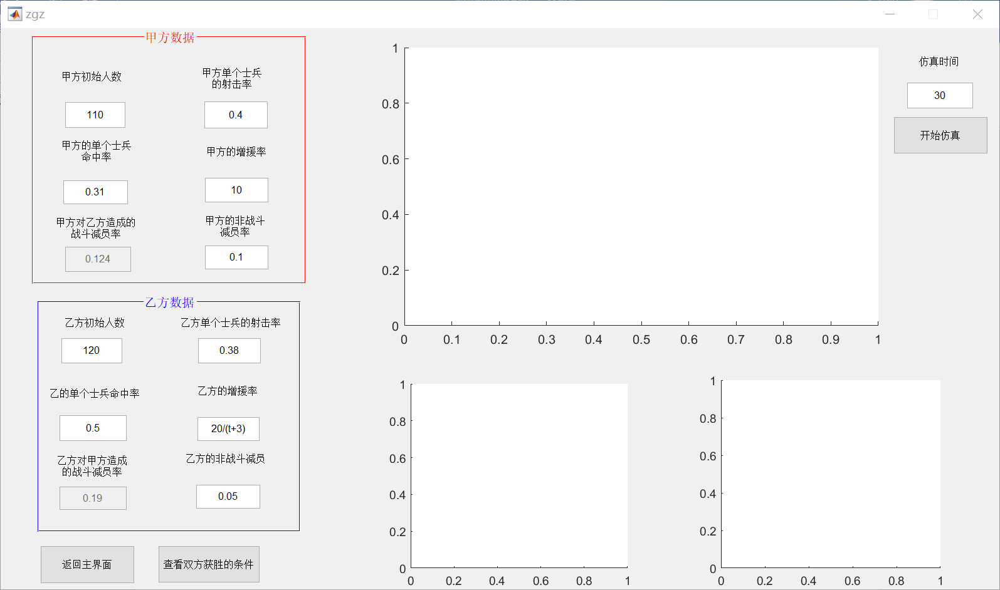 zgz
甲方数据
甲方初始人数
110
甲方单个士兵
的射击率
0.4
甲方的单个士兵
命中率
0.31
甲方的增援率
10
甲方对乙方造成的
战斗减员率
0.124
甲方的非战斗
减员率
0.1
乙方数据
乙方初始人数
120
乙方单个士兵的射击率
0.38
乙的单个士兵命中率
0.5
乙方的增援率
20/(t+3)
乙方对甲方造成
的战斗减员率
0.19
乙方的非战斗减员
0.05
返回主界面
查看双方获胜的条件
1
0.8
0.6
0.4
0.2
0
0 0.1 0.2 0.3 0.4 0.5 0.6 0.7 0.8 0.9 1
1
0.8
0.6
0.4
0.2
0
0 0.2 0.4 0.6 0.8 1
1
0.8
0.6
0.4
0.2
0
0 0.2 0.4 0.6 0.8 1
仿真时间
30
开始仿真